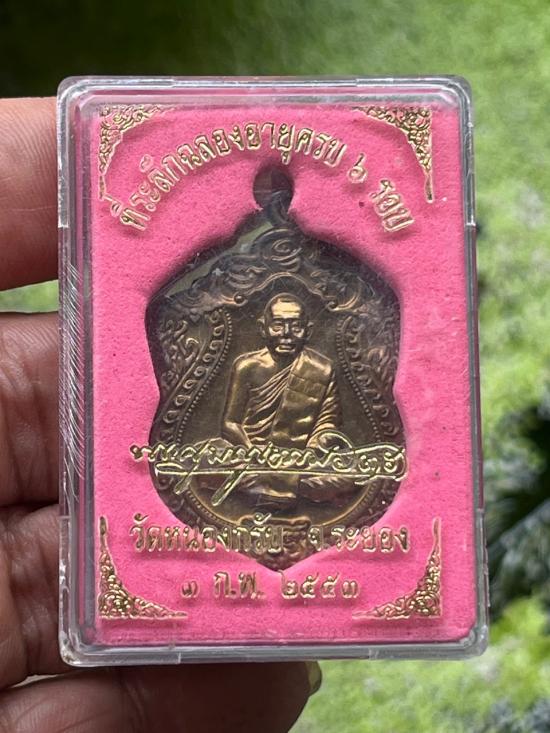 ที่ระลึกฉลองอายุครบ ๖ รอบ
วัดหนองกรับ จ.ระยอง
๓ ก.พ. ๒๕๕๓